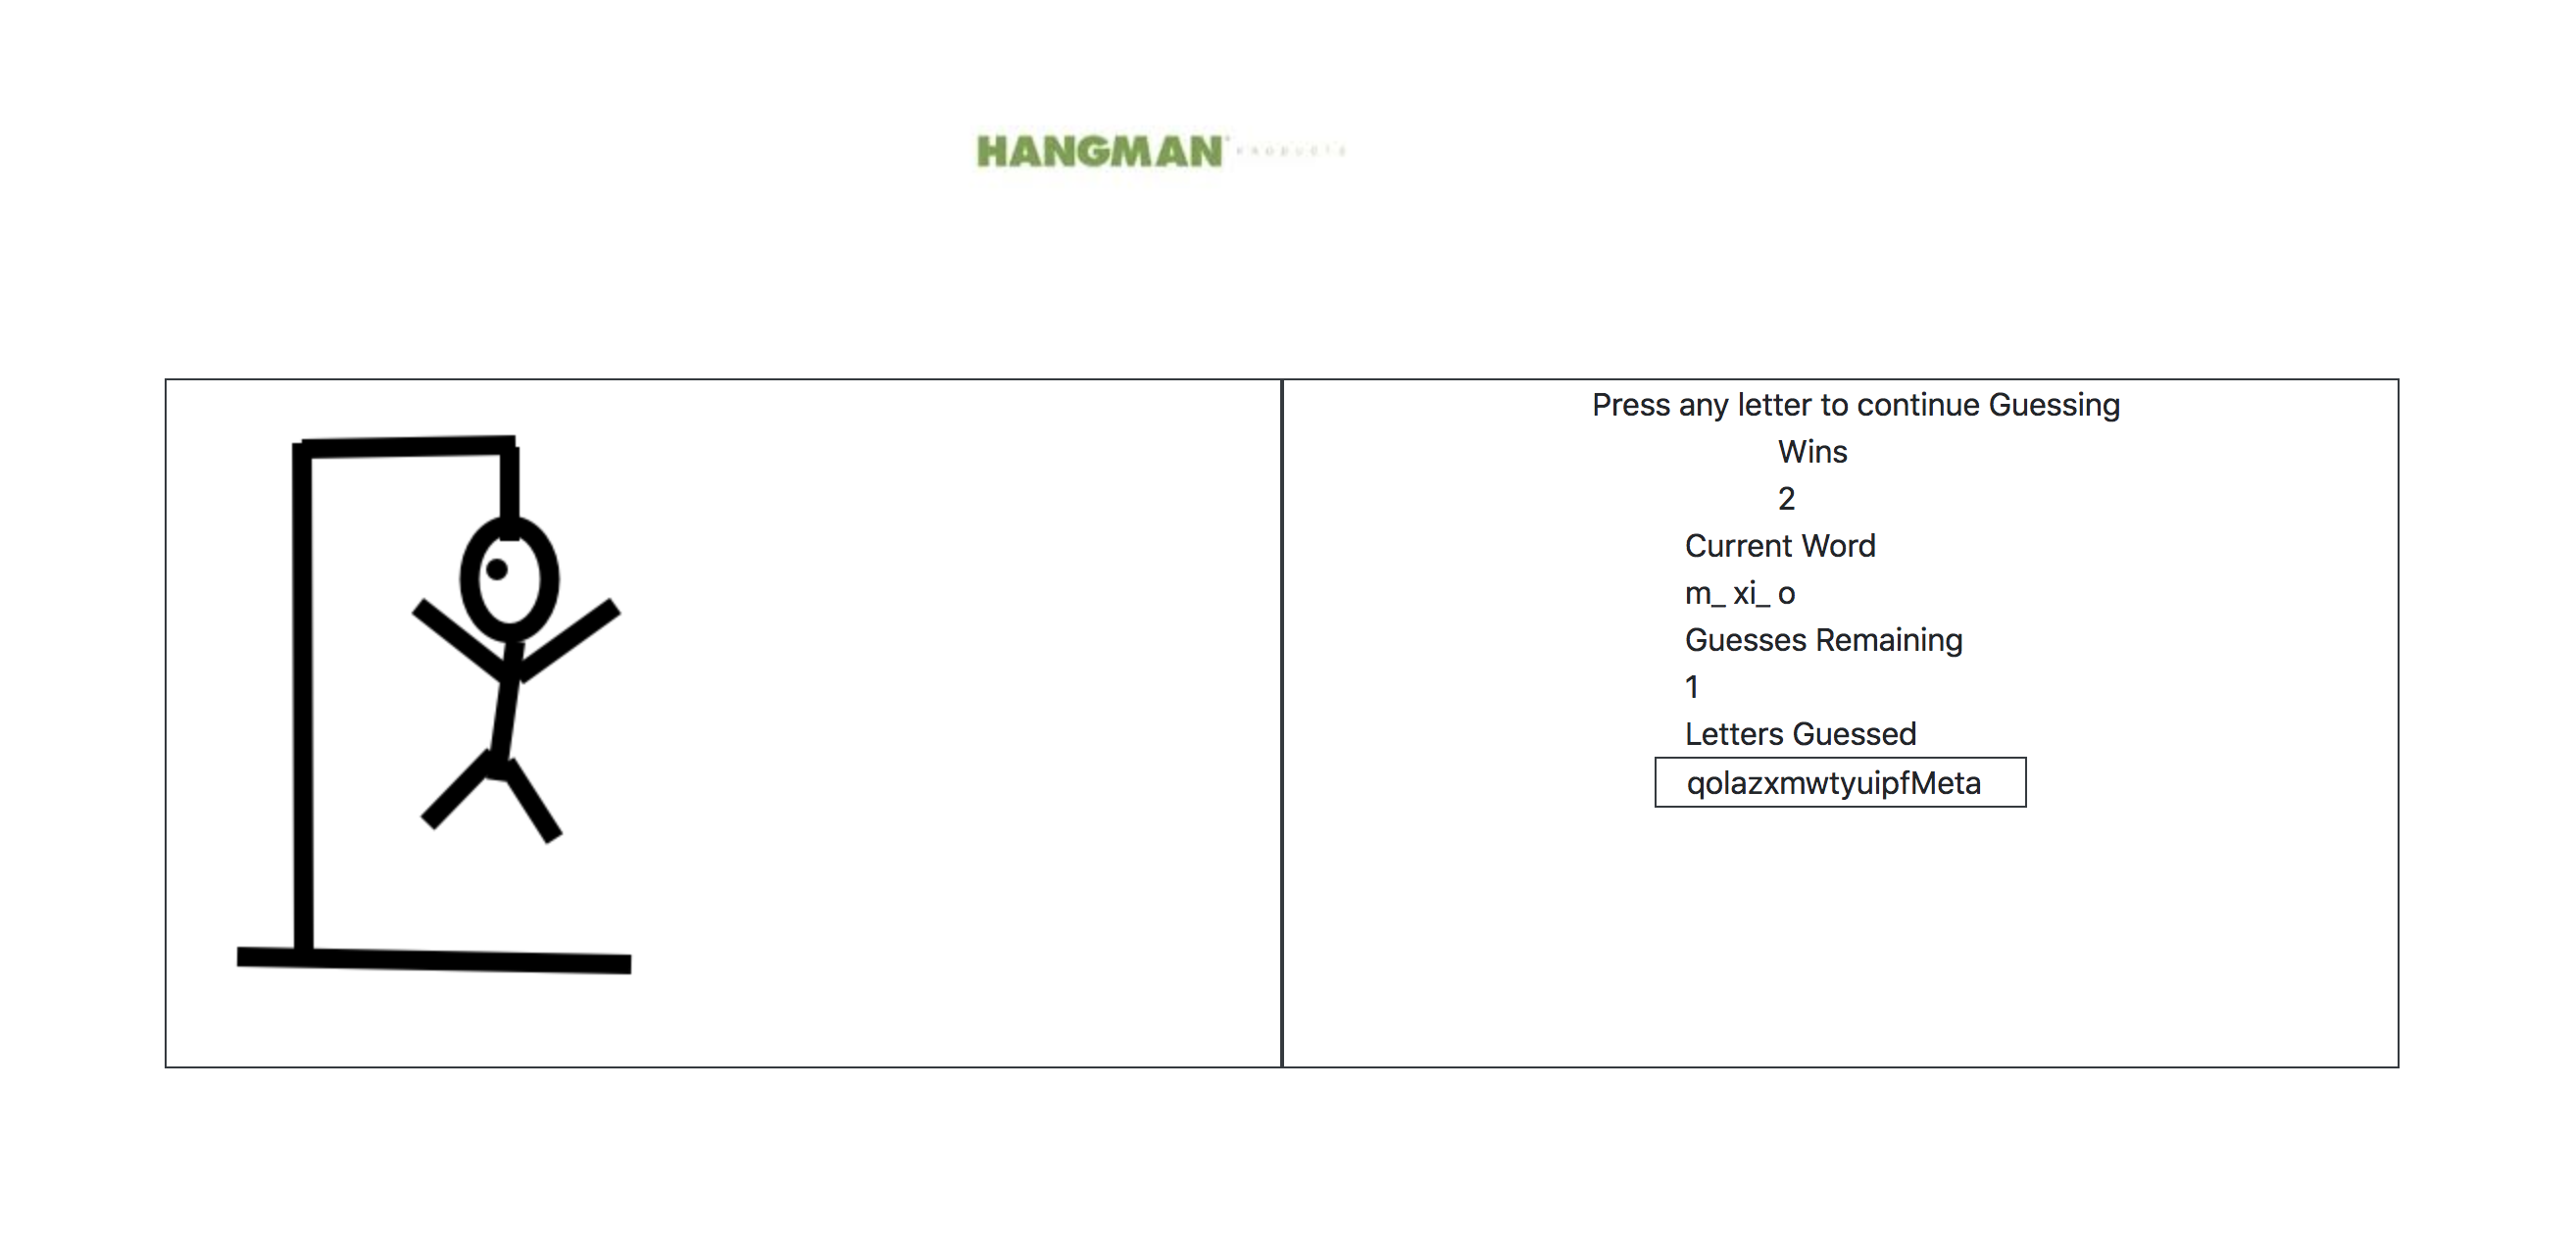 HANGMAN PRODUCTS
Press any letter to continue Guessing
Wins
2
Current Word
m_ xi_ o
Guesses Remaining
1
Letters Guessed
qolazxmwtyuipfMeta